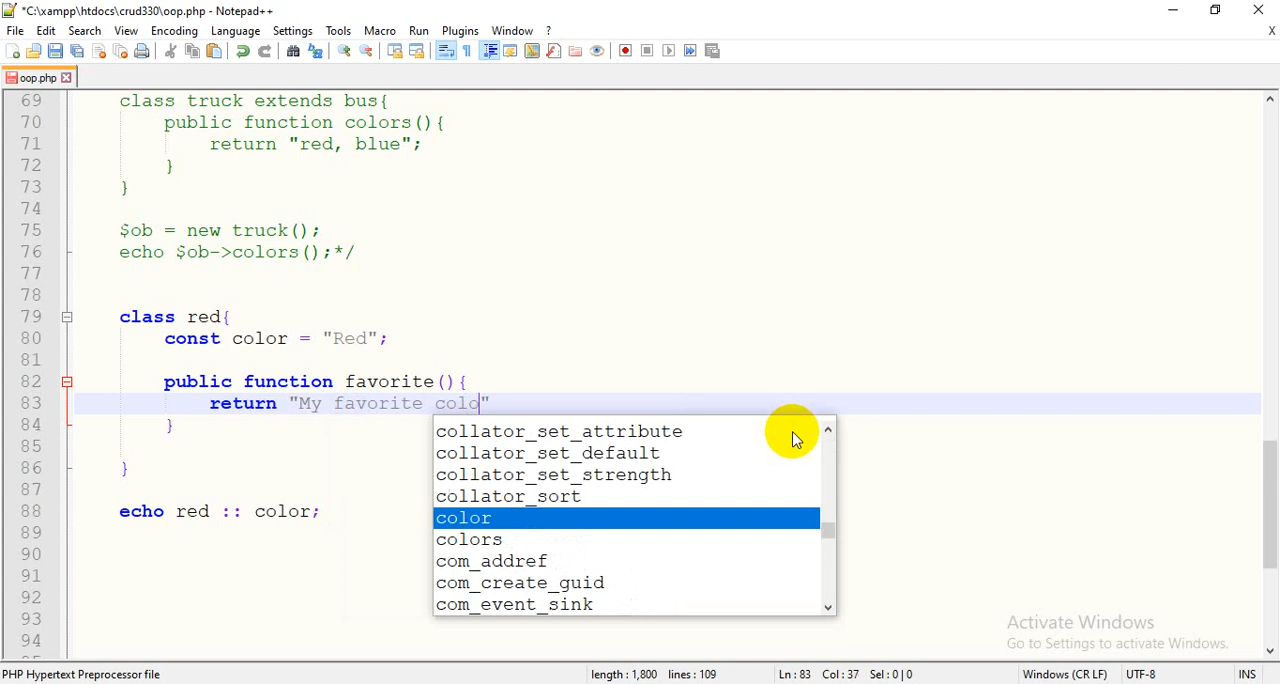 *C:\xampp\htdocs\crud330\oop.php - Notepad++
File Edit Search View Encoding Language Settings Tools Macro Run Plugins Window ? X
oop.php
69 class truck extends bus{
70 public function colors(){
71 return "red, blue";
72 }
73 }
74
75 $ob = new truck();
76 echo $ob->colors();*/
77
78
79 class red{
80 const color = "Red";
81
82 public function favorite(){
83 return "My favorite colo"
84 }
85
86 }
87
88 echo red :: color;
89
90
91
92
93
94
collator_set_attribute
collator_set_default
collator_set_strength
collator_sort
color
colors
com_addref
com_create_guid
com_event_sink
Activate Windows
Go to Settings to activate Windows.
PHP Hypertext Preprocessor file length : 1,800 lines : 109 Ln : 83 Col : 37 Sel : 0 | 0 Windows (CR LF) UTF-8 INS